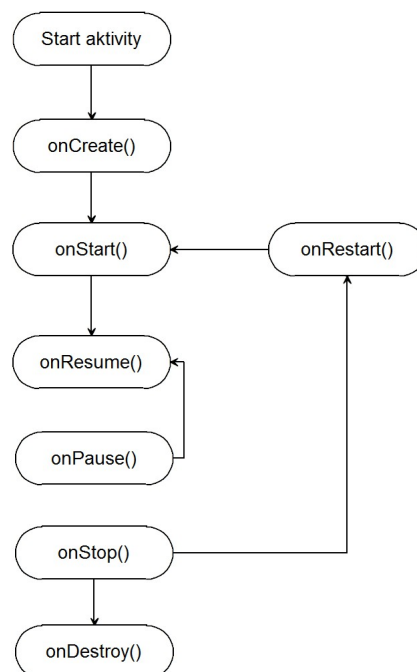 Start aktivity
onCreate()
onStart()
onRestart()
onResume()
onPause()
onStop()
onDestroy()